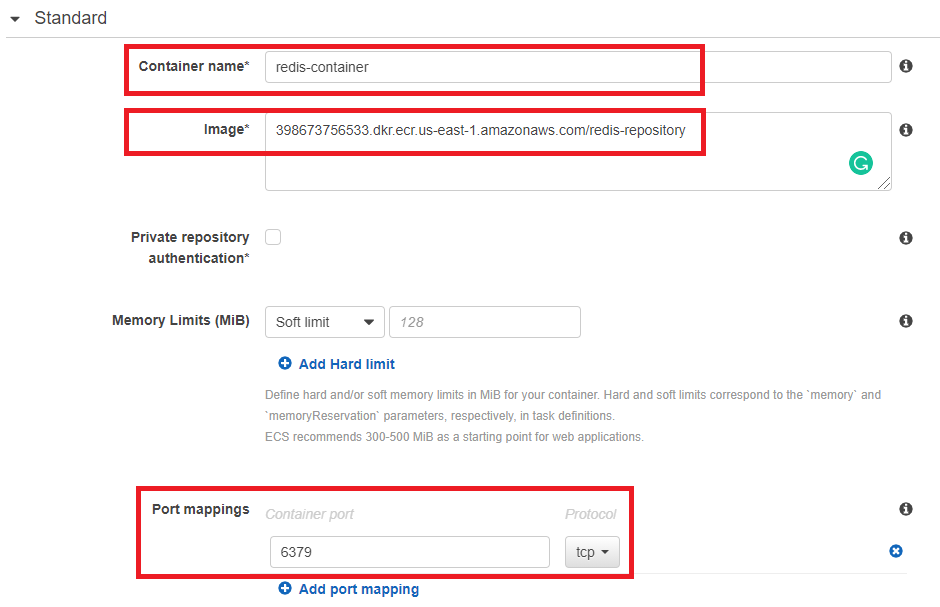 Standard
Container name* redis-container
Image* 398673756533.dkr.ecr.us-east-1.amazonaws.com/redis-repository
Private repository
authentication*
Memory Limits (MiB) Soft limit 128
Add Hard limit
Define hard and/or soft memory limits in MiB for your container. Hard and soft limits correspond to the `memory` and
`memoryReservation` parameters, respectively, in task definitions.
ECS recommends 300-500 MiB as a starting point for web applications.
Port mappings Container port Protocol
6379 tcp
Add port mapping